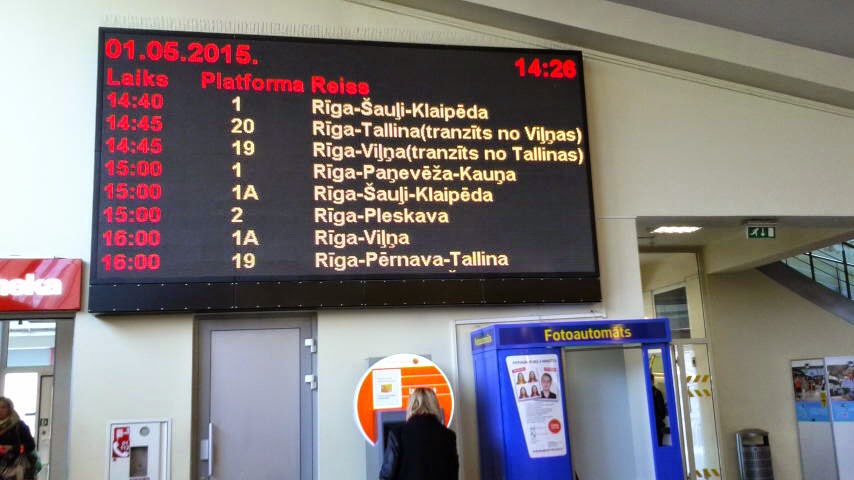 01.05.2015. 14:26
Laiks Platforma Reiss
14:40 1 Rīga-Šauļi-Klaipēda
14:45 20 Rīga-Tallina(tranzīts no Viļņas)
14:45 19 Rīga-Viļņa(tranzīts no Tallinas)
15:00 1 Rīga-Paņevēža-Kauņa
15:00 1A Rīga-Šauļi-Klaipēda
15:00 2 Rīga-Pleskava
16:00 1A Rīga-Viļņa
16:00 19 Rīga-Pērnava-Tallina
Fotoautomāts